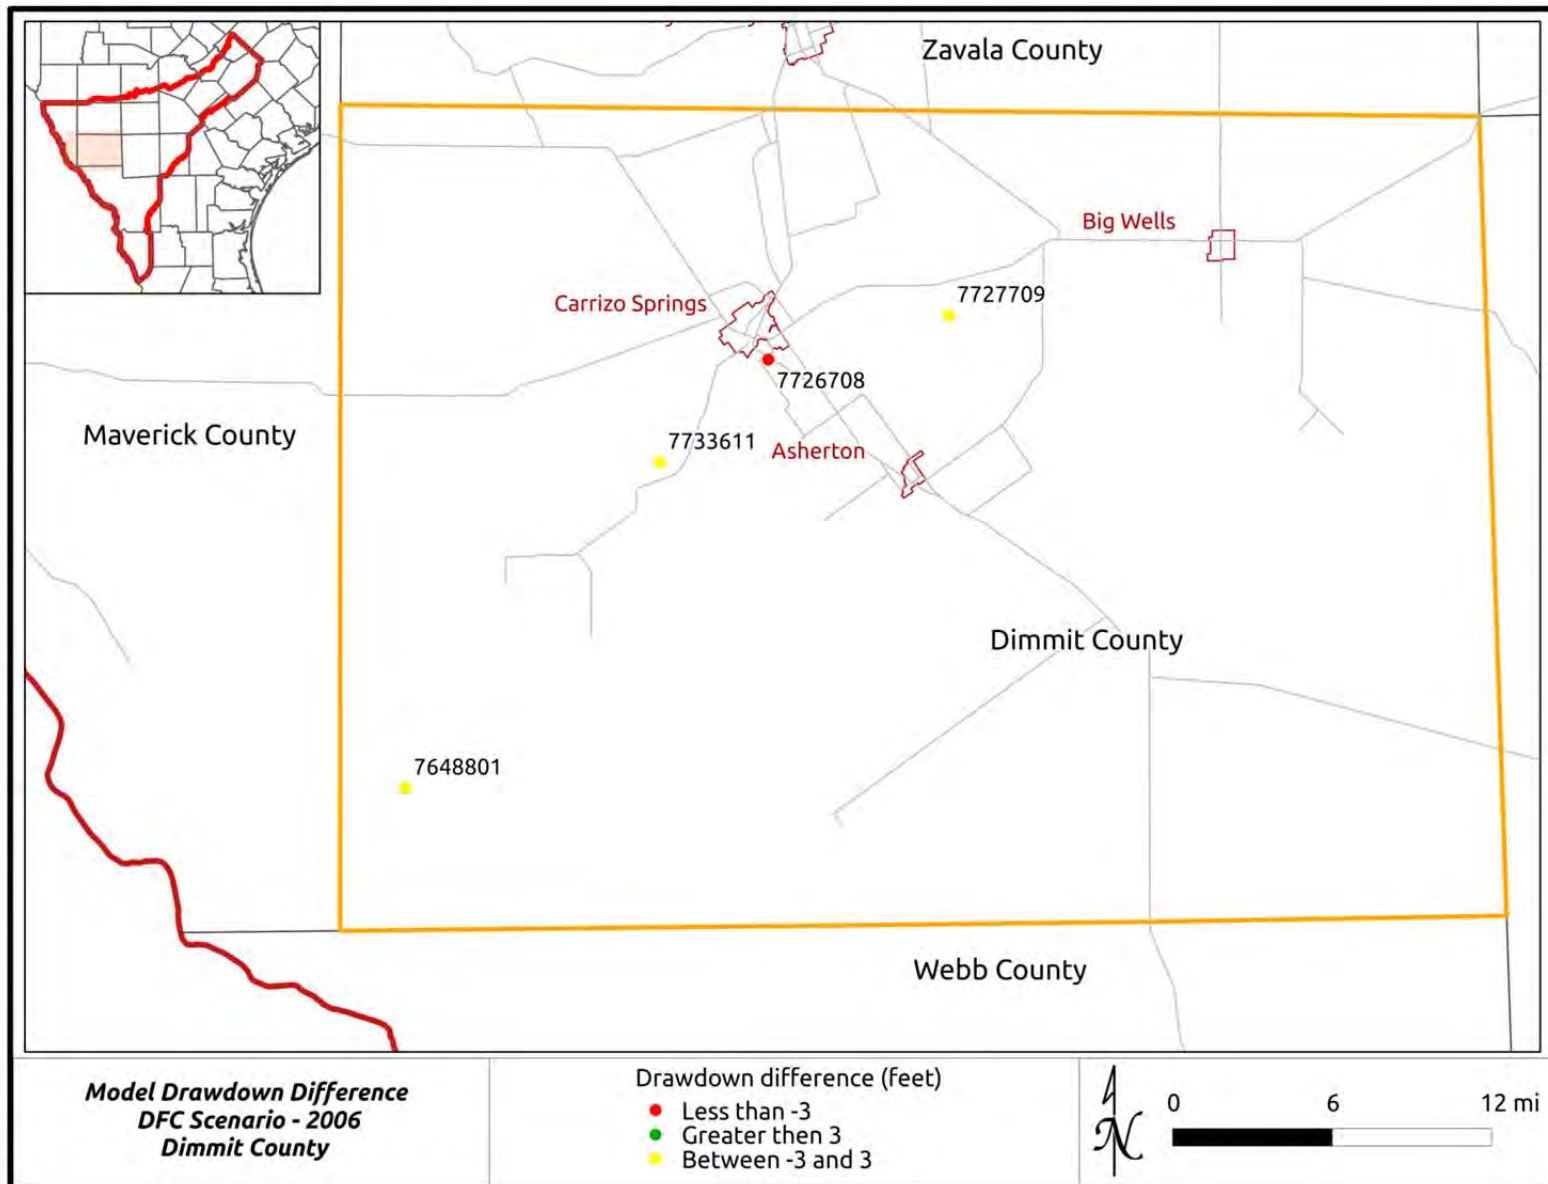 Zavala County
Big Wells
7727709
Carrizo Springs
7726708
Maverick County
7733611
Asherton
Dimmit County
7648801
Webb County
Model Drawdown Difference
DFC Scenario - 2006
Dimmit County
Drawdown difference (feet)
Less than -3
Greater then 3
Between -3 and 3
N
0 6 12 mi